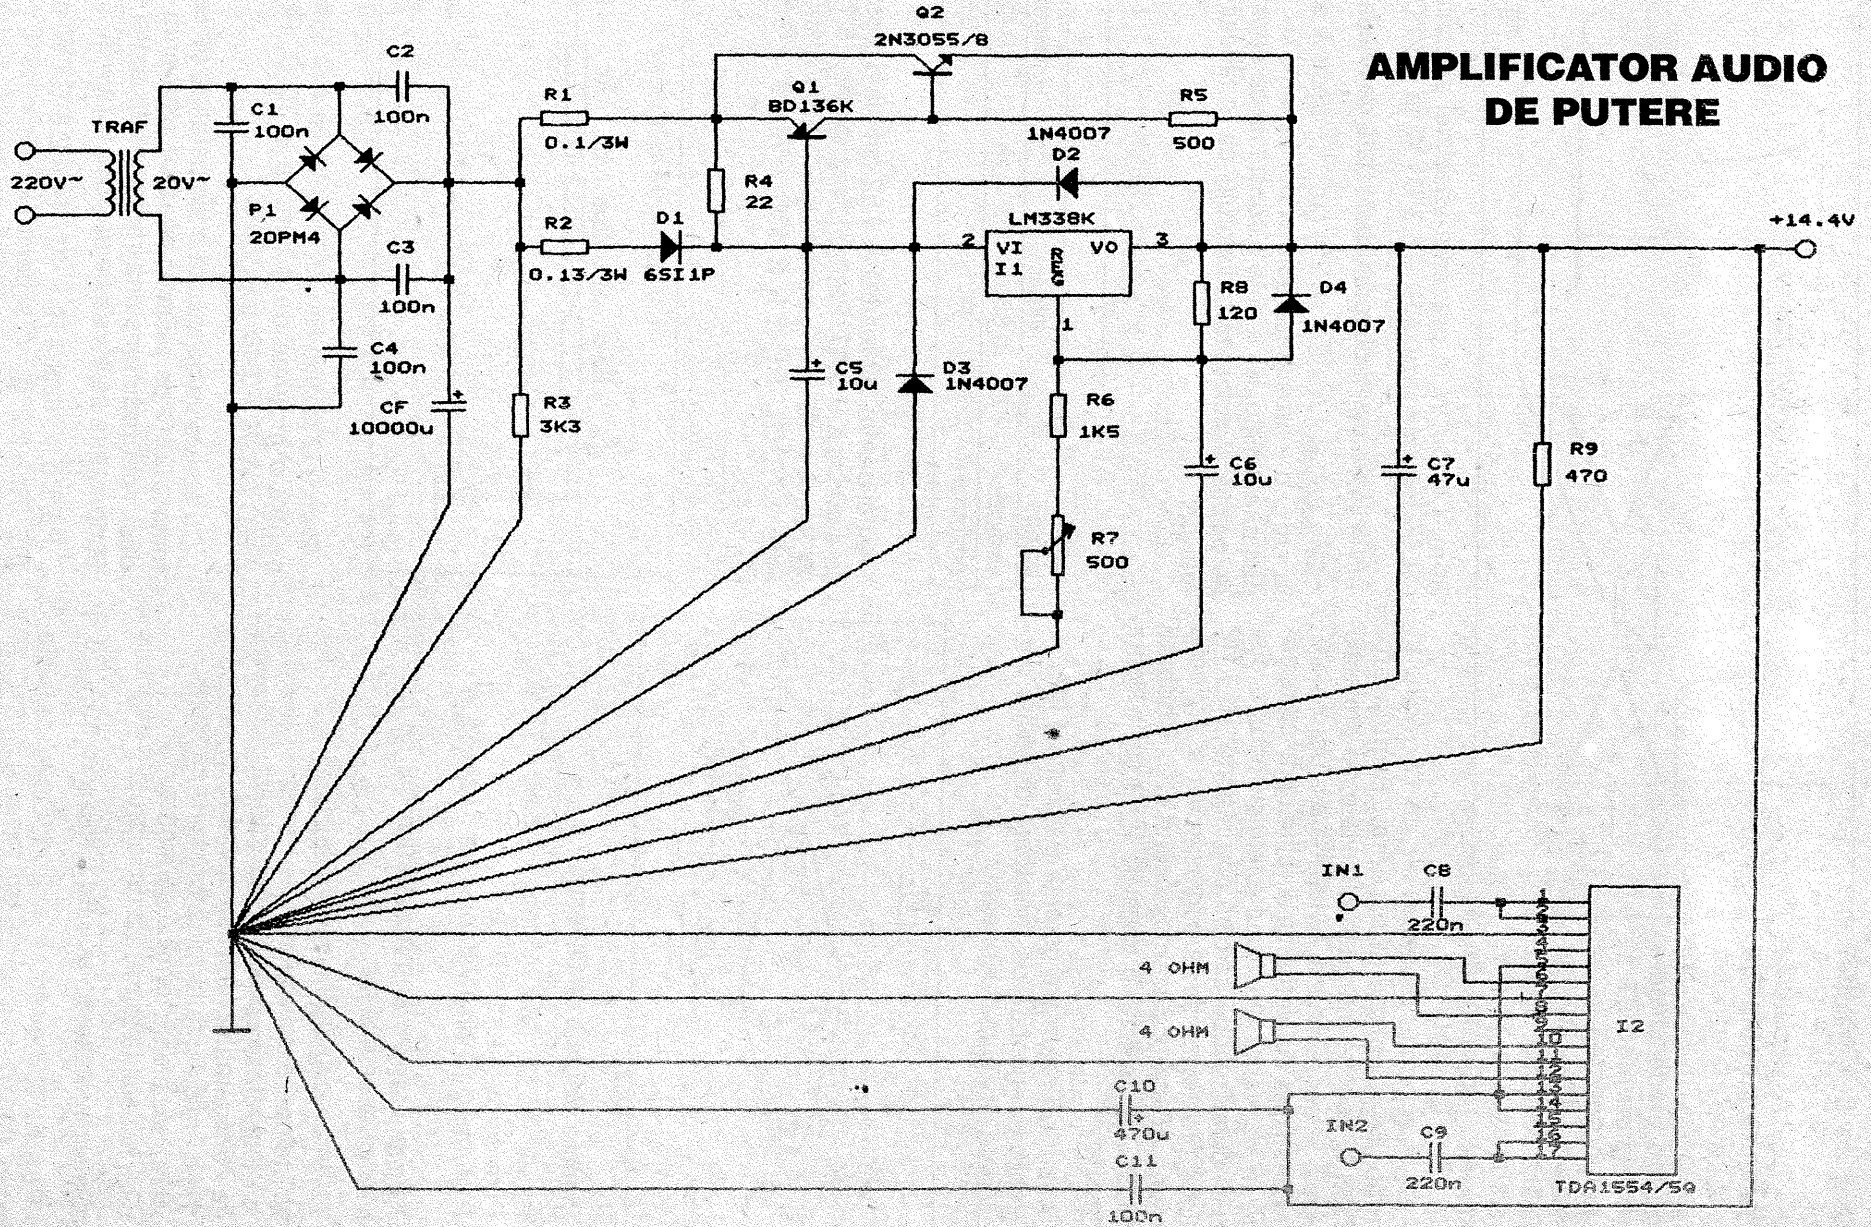 AMPLIFICATOR AUDIO
DE PUTERE
Q2
2N3055/8
C2
100n
C1
100n
TRAF
220V~
20V~
P1
20PM4
C3
100n
C4
100n
CF
10000u
R1
0.1/3W
R2
0.13/3W
R3
3K3
Q1
BD136K
R4
22
D1
6SI1P
R5
500
1N4007
D2
LM338K
2
VI
VO
3
I1
1
R8
120
D4
1N4007
+14.4V
C5
10u
D3
1N4007
R6
1K5
R7
500
C6
10u
C7
47u
R9
470
IN1
C8
220n
4 OHM
4 OHM
I2
C10
470u
C11
100n
IN2
C9
220n
TDA1554/5Q